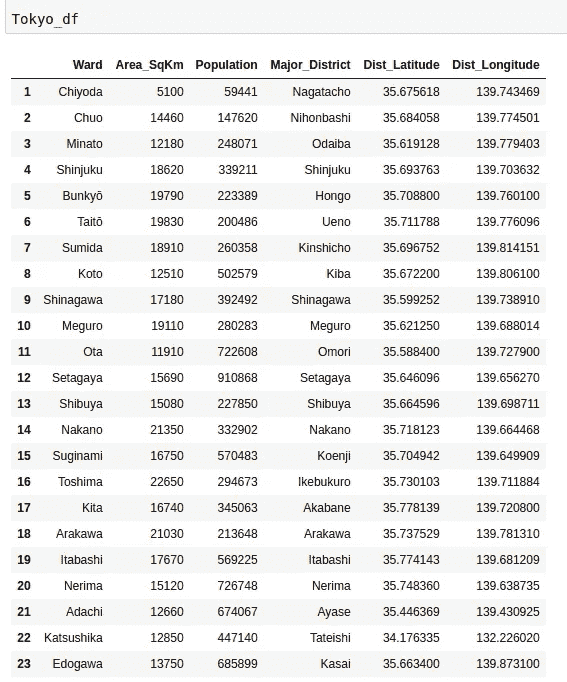 Tokyo_df
Ward Area_SqKm Population Major_District Dist_Latitude Dist_Longitude
1 Chiyoda 5100 59441 Nagatacho 35.675618 139.743469
2 Chuo 14460 147620 Nihonbashi 35.684058 139.774501
3 Minato 12180 248071 Odaiba 35.619128 139.779403
4 Shinjuku 18620 339211 Shinjuku 35.693763 139.703632
5 Bunkyō 19790 223389 Hongo 35.708800 139.760100
6 Taitō 19830 200486 Ueno 35.711788 139.776096
7 Sumida 18910 260358 Kinshicho 35.696752 139.814151
8 Koto 12510 502579 Kiba 35.672200 139.806100
9 Shinagawa 17180 392492 Shinagawa 35.599252 139.738910
10 Meguro 19110 280283 Meguro 35.621250 139.688014
11 Ota 11910 722608 Omori 35.588400 139.727900
12 Setagaya 15690 910868 Setagaya 35.646096 139.656270
13 Shibuya 15080 227850 Shibuya 35.664596 139.698711
14 Nakano 21350 332902 Nakano 35.718123 139.664468
15 Suginami 16750 570483 Koenji 35.704942 139.649909
16 Toshima 22650 294673 Ikebukuro 35.730103 139.711884
17 Kita 16740 345063 Akabane 35.778139 139.720800
18 Arakawa 21030 213648 Arakawa 35.737529 139.781310
19 Itabashi 17670 569225 Itabashi 35.774143 139.681209
20 Nerima 15120 726748 Nerima 35.748360 139.638735
21 Adachi 12660 674067 Ayase 35.446369 139.430925
22 Katsushika 12850 447140 Tateishi 34.176335 132.226020
23 Edogawa 13750 685899 Kasai 35.663400 139.873100